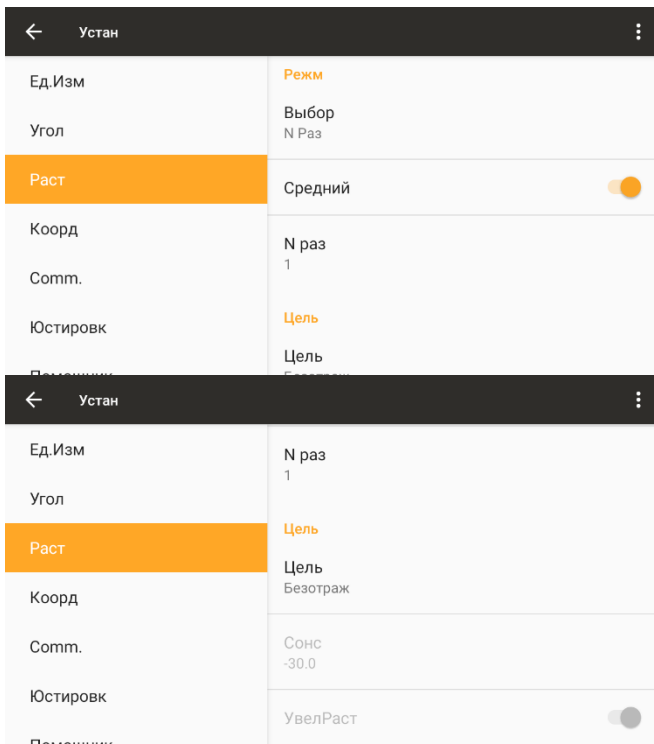 Устан
Ед.Изм
Угол
Раст
Коорд
Comm.
Юстировк
Режм
Выбор
N Раз
Средний
N раз
1
Цель
Цель
Устан
Ед.Изм
Угол
Раст
Коорд
Comm.
Юстировк
N раз
1
Цель
Цель
Безотраж
Сонс
-30.0
УвелРаст